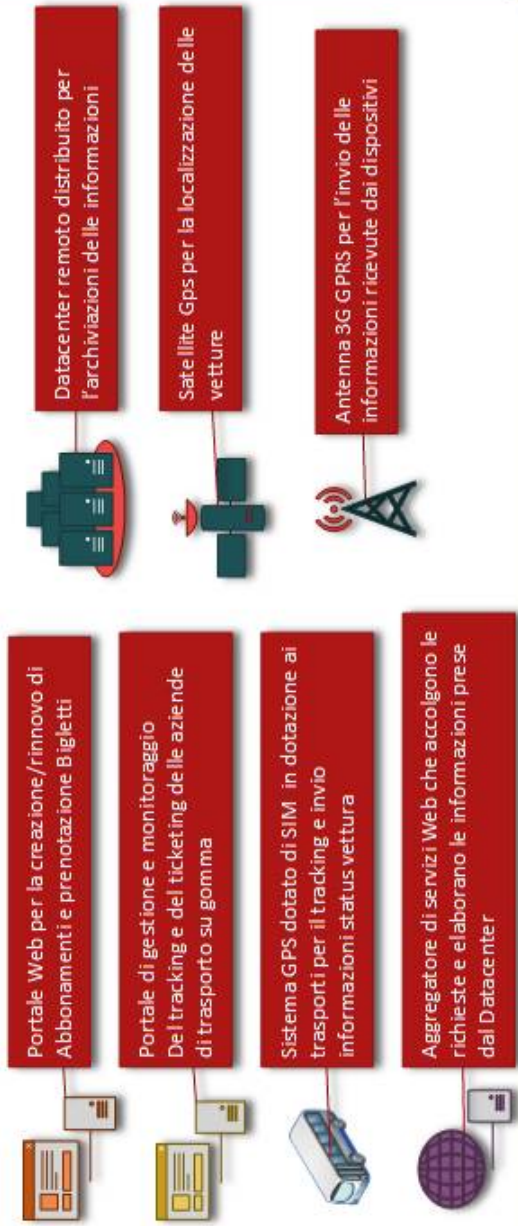 Portale Web per la creazione/rinnovo di
Abbonamenti e prenotazione Biglietti
Portale di gestione e monitoraggio
Del tracking e del ticketing delle aziende
di trasporto su gomma
Sistema GPS dotato di SIM in dotazione ai
trasporti per il tracking e invio
informazioni status vettura
Aggregatore di servizi Web che accolgono le
richieste e elaborano le informazioni prese
dal Datacenter
Datacenter remoto distribuito per
l'archiviazioni delle informazioni
Satellite Gps per la localizzazione delle
vetture
Antenna 3G GPRS per l'invio delle
informazioni ricevute dai dispositivi